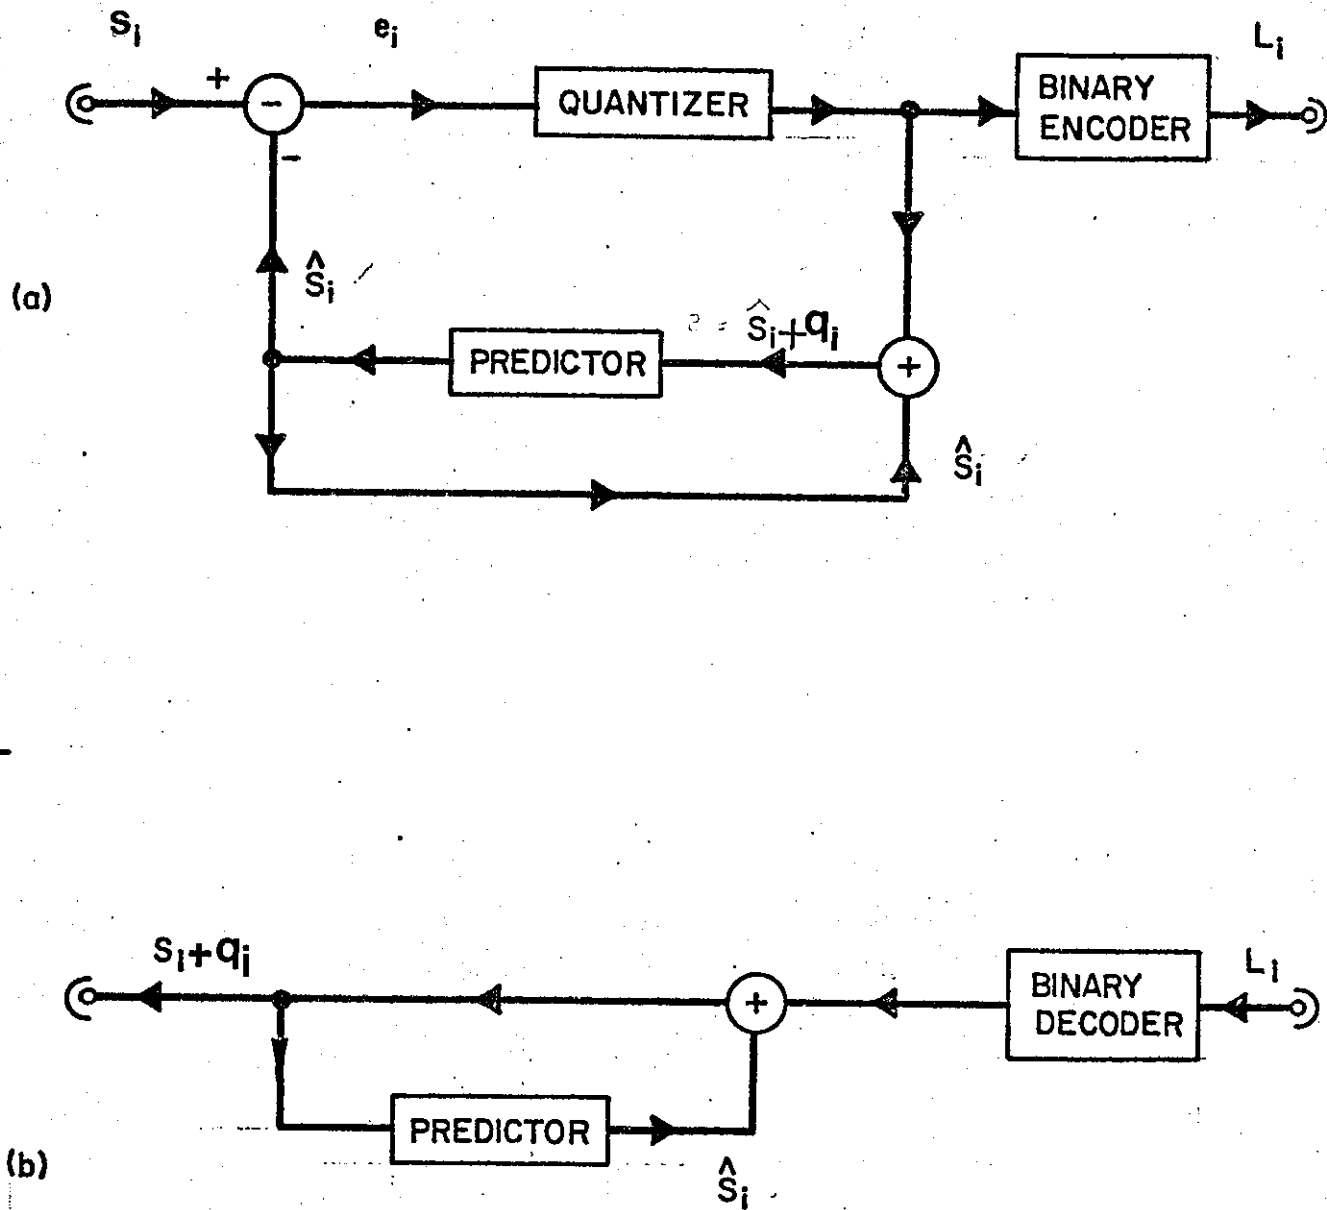 Sᵢ eᵢ Lᵢ
+ − QUANTIZER BINARY
ENCODER
−
(a) Ŝᵢ
Ŝᵢ+qᵢ
PREDICTOR +
Ŝᵢ
Sᵢ+qᵢ Lᵢ
+ BINARY
DECODER
PREDICTOR
(b) Ŝᵢ